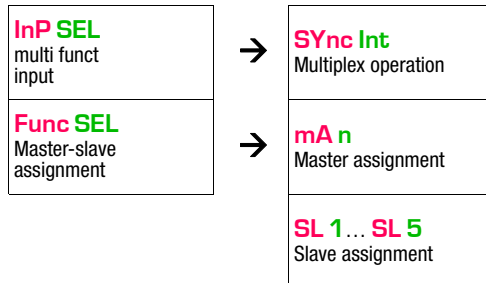 InP SEL
multi funct
input
→
SYnc Int
Multiplex operation
Func SEL
Master-slave
assignment
→
mA n
Master assignment
SL 1... SL 5
Slave assignment